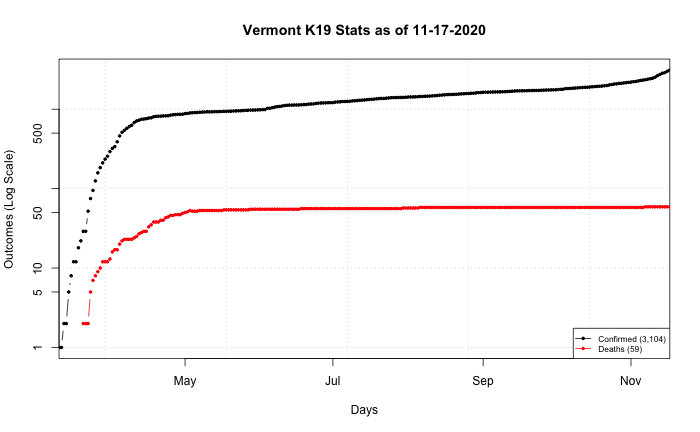 Vermont K19 Stats as of 11-17-2020
Outcomes (Log Scale)
500
50
10
5
1
Confirmed (3,104)
Deaths (59)
May Jul Sep Nov
Days